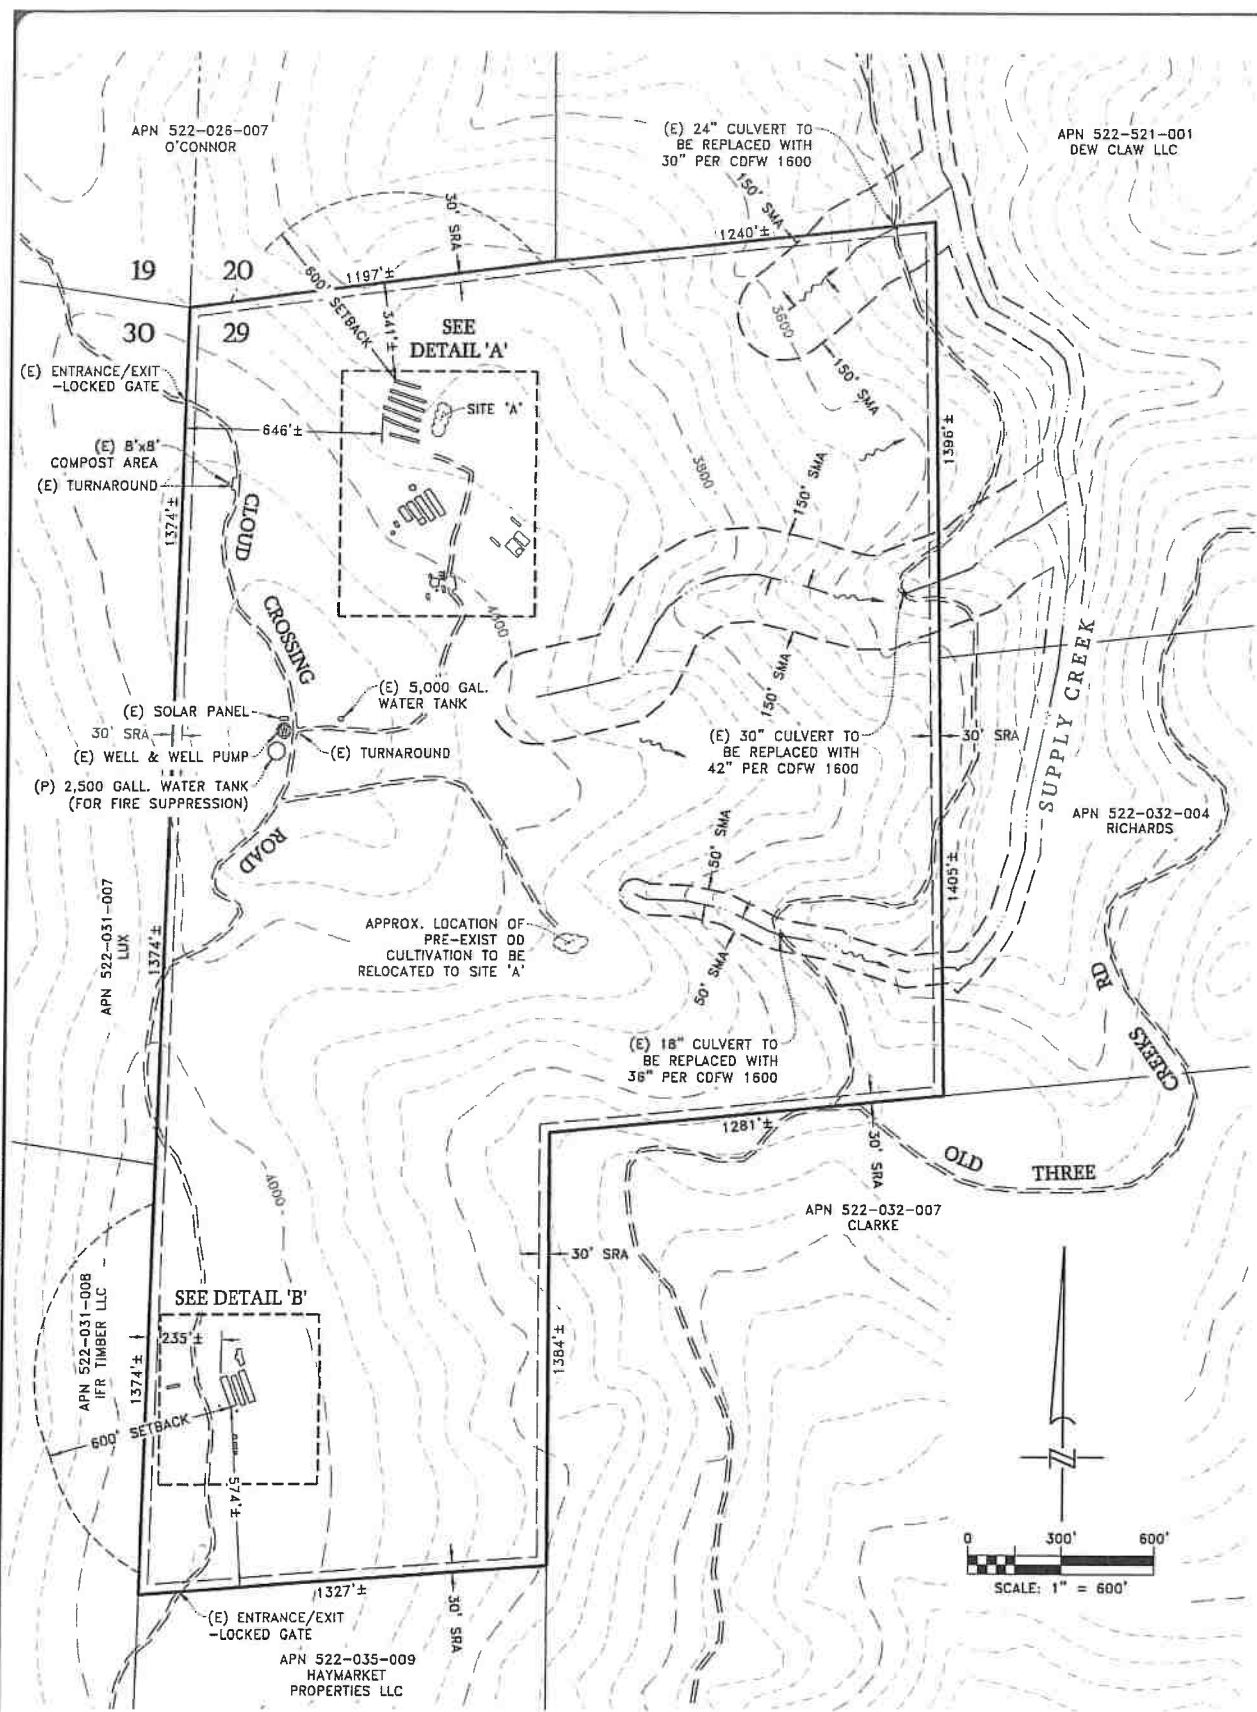 APN 522-026-007
O'CONNOR
(E) 24" CULVERT TO
BE REPLACED WITH
30" PER CDFW 1600
APN 522-521-001
DEW CLAW LLC
150' SMA
30' SRA
1240'±
19
20
1197'±
600' SETBACK
341'±
30
29
SEE
DETAIL 'A'
3600
150' SMA
(E) ENTRANCE/EXIT
-LOCKED GATE
SITE 'A'
646'±
1396'±
(E) 8'x8'
COMPOST AREA
(E) TURNAROUND
3800
150' SMA
1374'±
CLOUD
CROSSING
ROAD
4000
(E) 5,000 GAL.
WATER TANK
150' SMA
(E) SOLAR PANEL
30' SRA
(E) WELL & WELL PUMP
(E) TURNAROUND
(P) 2,500 GALL. WATER TANK
(FOR FIRE SUPPRESSION)
(E) 30" CULVERT TO
BE REPLACED WITH
42" PER CDFW 1600
30' SRA
SUPPLY CREEK
APN 522-032-004
RICHARDS
50' SMA
1405'±
APN 522-031-007
LUX
1374'±
APPROX. LOCATION OF
PRE-EXIST OD
CULTIVATION TO BE
RELOCATED TO SITE 'A'
50' SMA
(E) 18" CULVERT TO
BE REPLACED WITH
36" PER CDFW 1600
1281'±
30' SRA
OLD THREE CREEKS RD
APN 522-032-007
CLARKE
4000
30' SRA
APN 522-031-008
IFR TIMBER LLC
SEE DETAIL 'B'
235'±
1374'±
1384'±
600' SETBACK
574'±
N
0 300' 600'
SCALE: 1" = 600'
1327'±
30' SRA
(E) ENTRANCE/EXIT
-LOCKED GATE
APN 522-035-009
HAYMARKET
PROPERTIES LLC